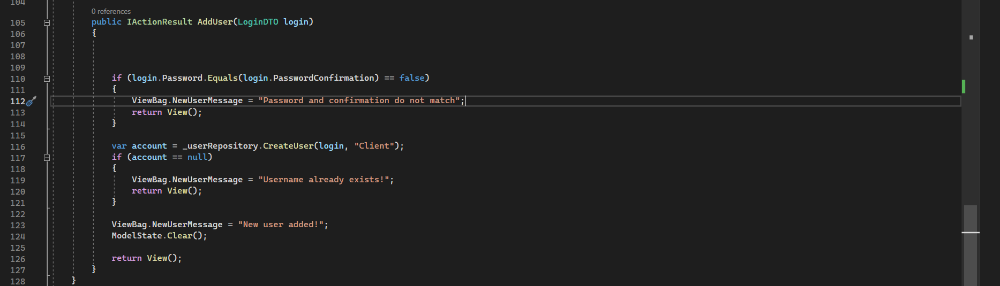 104
0 references
105 public IActionResult AddUser(LoginDTO login)
106 {
107
108
109
110 if (login.Password.Equals(login.PasswordConfirmation) == false)
111 {
112 ViewBag.NewUserMessage = "Password and confirmation do not match";
113 return View();
114 }
115
116 var account = _userRepository.CreateUser(login, "Client");
117 if (account == null)
118 {
119 ViewBag.NewUserMessage = "Username already exists!";
120 return View();
121 }
122
123 ViewBag.NewUserMessage = "New user added!";
124 ModelState.Clear();
125
126 return View();
127 }
128 }